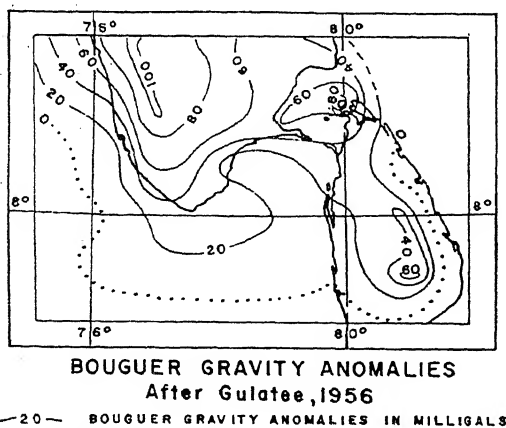 76° 80°
40 60 100 60 80 40
20 60 80
0 80 0
8° 8°
20 40
60
76° 80°
BOUGUER GRAVITY ANOMALIES
After Gulatee, 1956
—20— BOUGUER GRAVITY ANOMALIES IN MILLIGALS